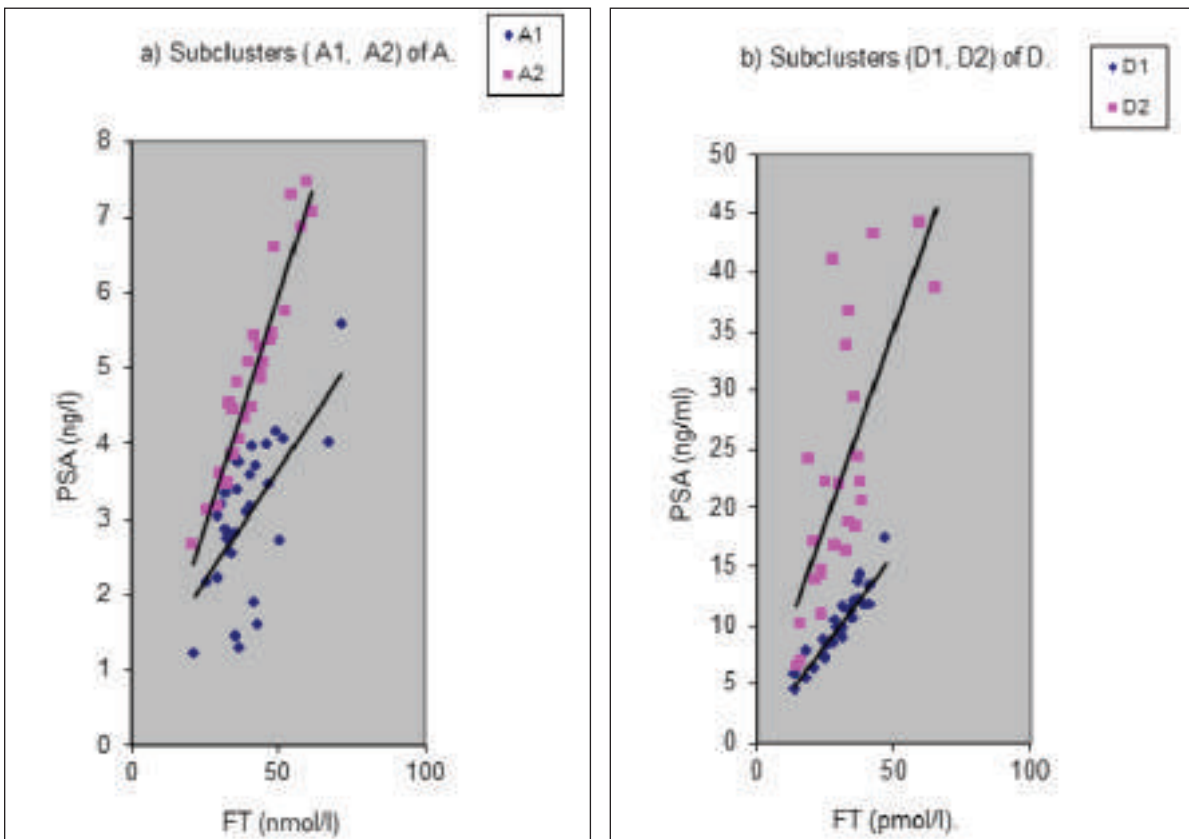 a) Subclusters ( A1, A2) of A.
A1
A2
8
7
6
5
4
3
2
1
0
0 50 100
PSA (ng/l)
FT (nmol/l)
b) Subclusters (D1, D2) of D.
D1
D2
50
45
40
35
30
25
20
15
10
5
0
0 50 100
PSA (ng/ml)
FT (pmol/l).